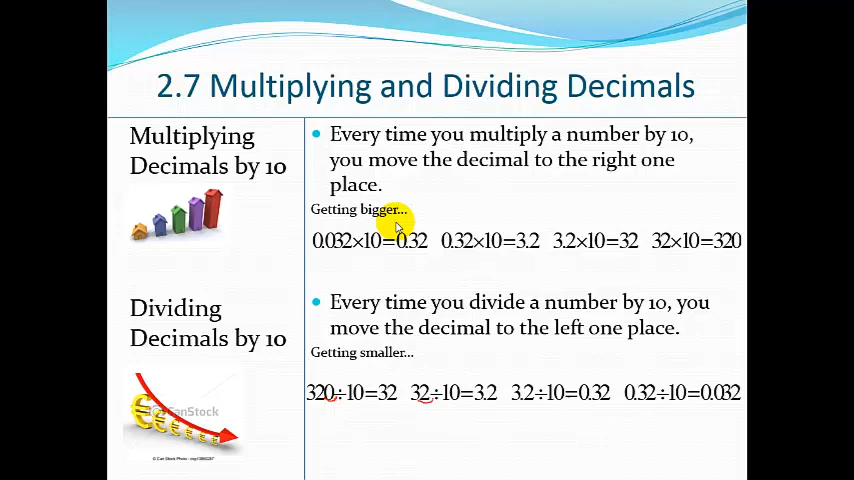 2.7 Multiplying and Dividing Decimals
Multiplying
Decimals by 10
Every time you multiply a number by 10,
you move the decimal to the right one
place.
Getting bigger...
0.032×10=0.32 0.32×10=3.2 3.2×10=32 32×10=320
Dividing
Decimals by 10
Every time you divide a number by 10, you
move the decimal to the left one place.
Getting smaller...
320÷10=32 32÷10=3.2 3.2÷10=0.32 0.32÷10=0.032
CanStock
© Can Stock Photo